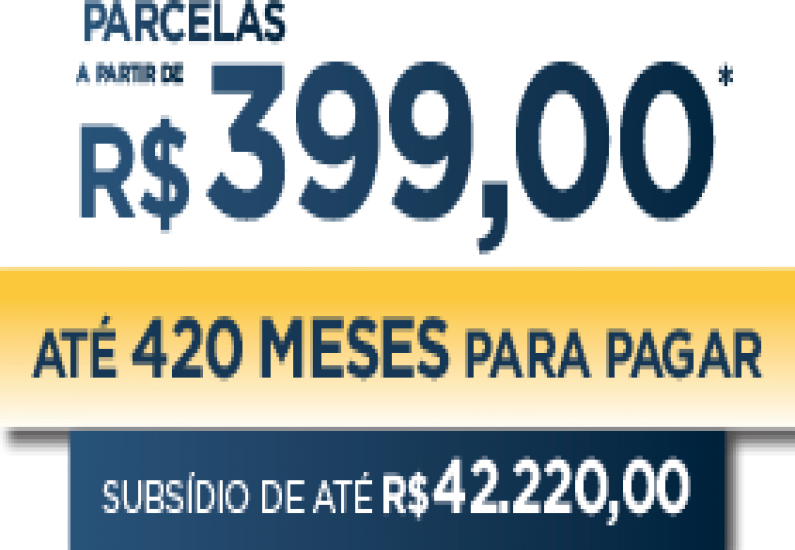 PARCELAS
A PARTIR DE
R$ 399,00*
ATÉ 420 MESES PARA PAGAR
SUBSÍDIO DE ATÉ R$42.220,00